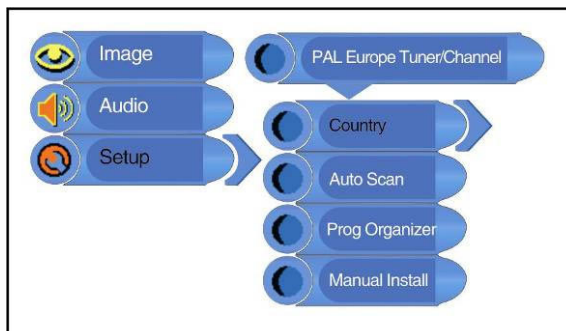 Image
Audio
Setup
PAL Europe Tuner/Channel
Country
Auto Scan
Prog Organizer
Manual Install